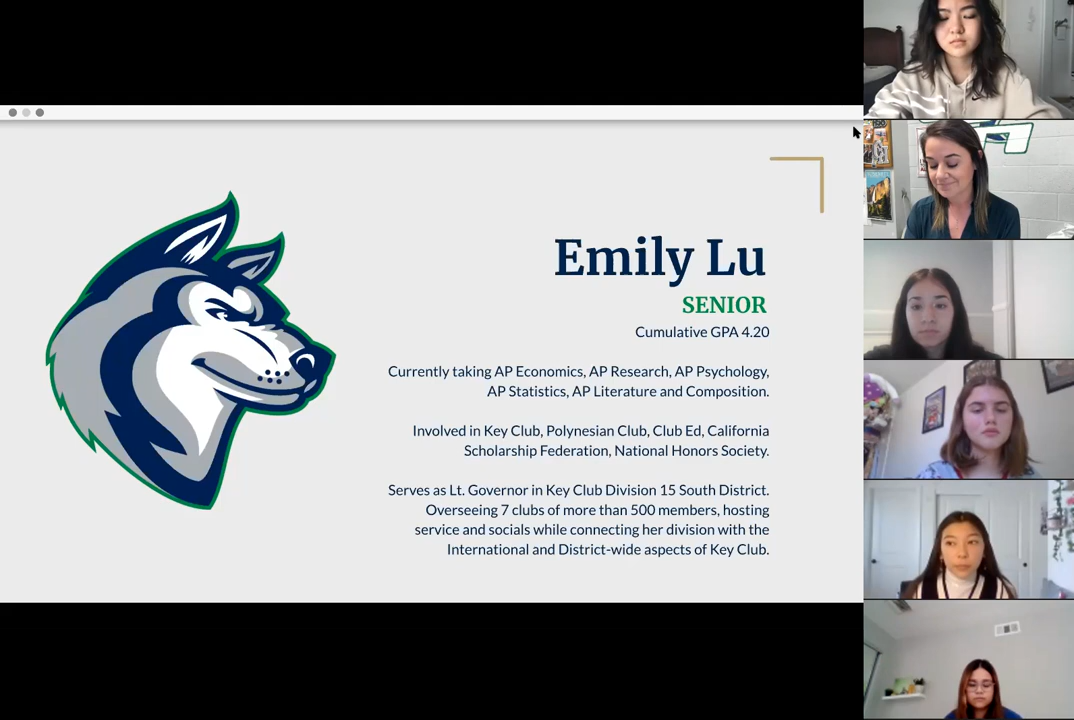 Emily Lu
SENIOR
Cumulative GPA 4.20
Currently taking AP Economics, AP Research, AP Psychology,
AP Statistics, AP Literature and Composition.
Involved in Key Club, Polynesian Club, Club Ed, California
Scholarship Federation, National Honors Society.
Serves as Lt. Governor in Key Club Division 15 South District.
Overseeing 7 clubs of more than 500 members, hosting
service and socials while connecting her division with the
International and District-wide aspects of Key Club.